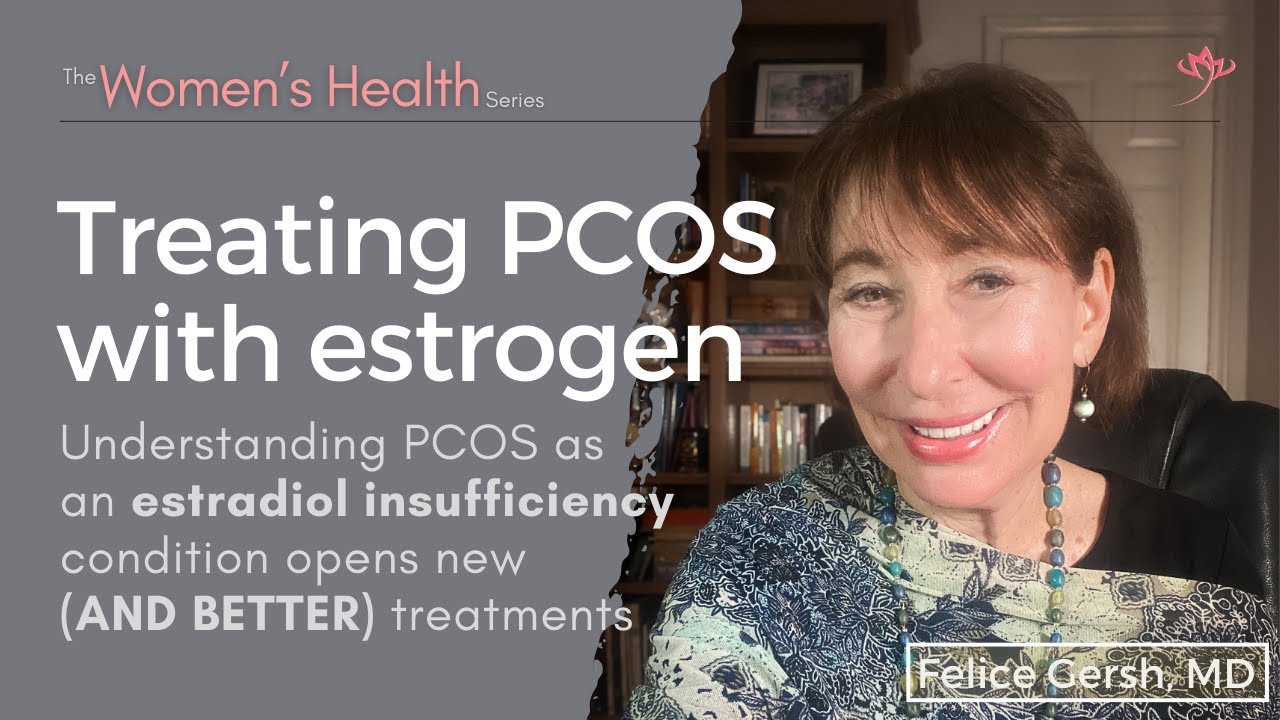 The Women's Health Series
Treating PCOS
with estrogen
Understanding PCOS as
an estradiol insufficiency
condition opens new
(AND BETTER) treatments
Felice Gersh, MD